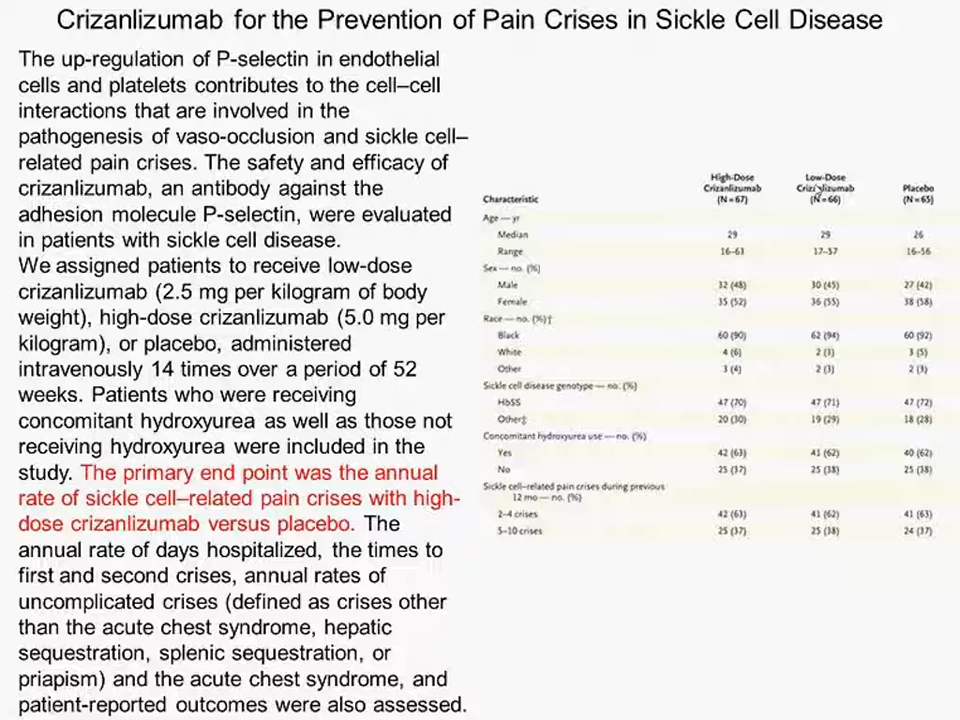 Crizanlizumab for the Prevention of Pain Crises in Sickle Cell Disease
The up-regulation of P-selectin in endothelial
cells and platelets contributes to the cell–cell
interactions that are involved in the
pathogenesis of vaso-occlusion and sickle cell–
related pain crises. The safety and efficacy of
crizanlizumab, an antibody against the
adhesion molecule P-selectin, were evaluated
in patients with sickle cell disease.
We assigned patients to receive low-dose
crizanlizumab (2.5 mg per kilogram of body
weight), high-dose crizanlizumab (5.0 mg per
kilogram), or placebo, administered
intravenously 14 times over a period of 52
weeks. Patients who were receiving
concomitant hydroxyurea as well as those not
receiving hydroxyurea were included in the
study. The primary end point was the annual
rate of sickle cell–related pain crises with high-
dose crizanlizumab versus placebo. The
annual rate of days hospitalized, the times to
first and second crises, annual rates of
uncomplicated crises (defined as crises other
than the acute chest syndrome, hepatic
sequestration, splenic sequestration, or
priapism) and the acute chest syndrome, and
patient-reported outcomes were also assessed.
High-Dose Low-Dose
Crizanlizumab Crizanlizumab Placebo
Characteristic (N=67) (N=66) (N=65)
Age — yr
Median 29 29 26
Range 16–63 17–57 16–56
Sex — no. (%)
Male 32 (48) 30 (45) 27 (42)
Female 35 (52) 36 (55) 38 (58)
Race — no. (%)†
Black 60 (90) 62 (94) 60 (92)
White 4 (6) 2 (3) 3 (5)
Other 3 (4) 2 (3) 2 (3)
Sickle cell disease genotype — no. (%)
HbSS 47 (70) 47 (71) 47 (72)
Other‡ 20 (30) 19 (29) 18 (28)
Concomitant hydroxyurea use — no. (%)
Yes 42 (63) 41 (62) 40 (62)
No 25 (37) 25 (38) 25 (38)
Sickle cell–related pain crises during previous
12 mo — no. (%)
2–4 crises 42 (63) 41 (62) 41 (63)
5–10 crises 25 (37) 25 (38) 24 (37)